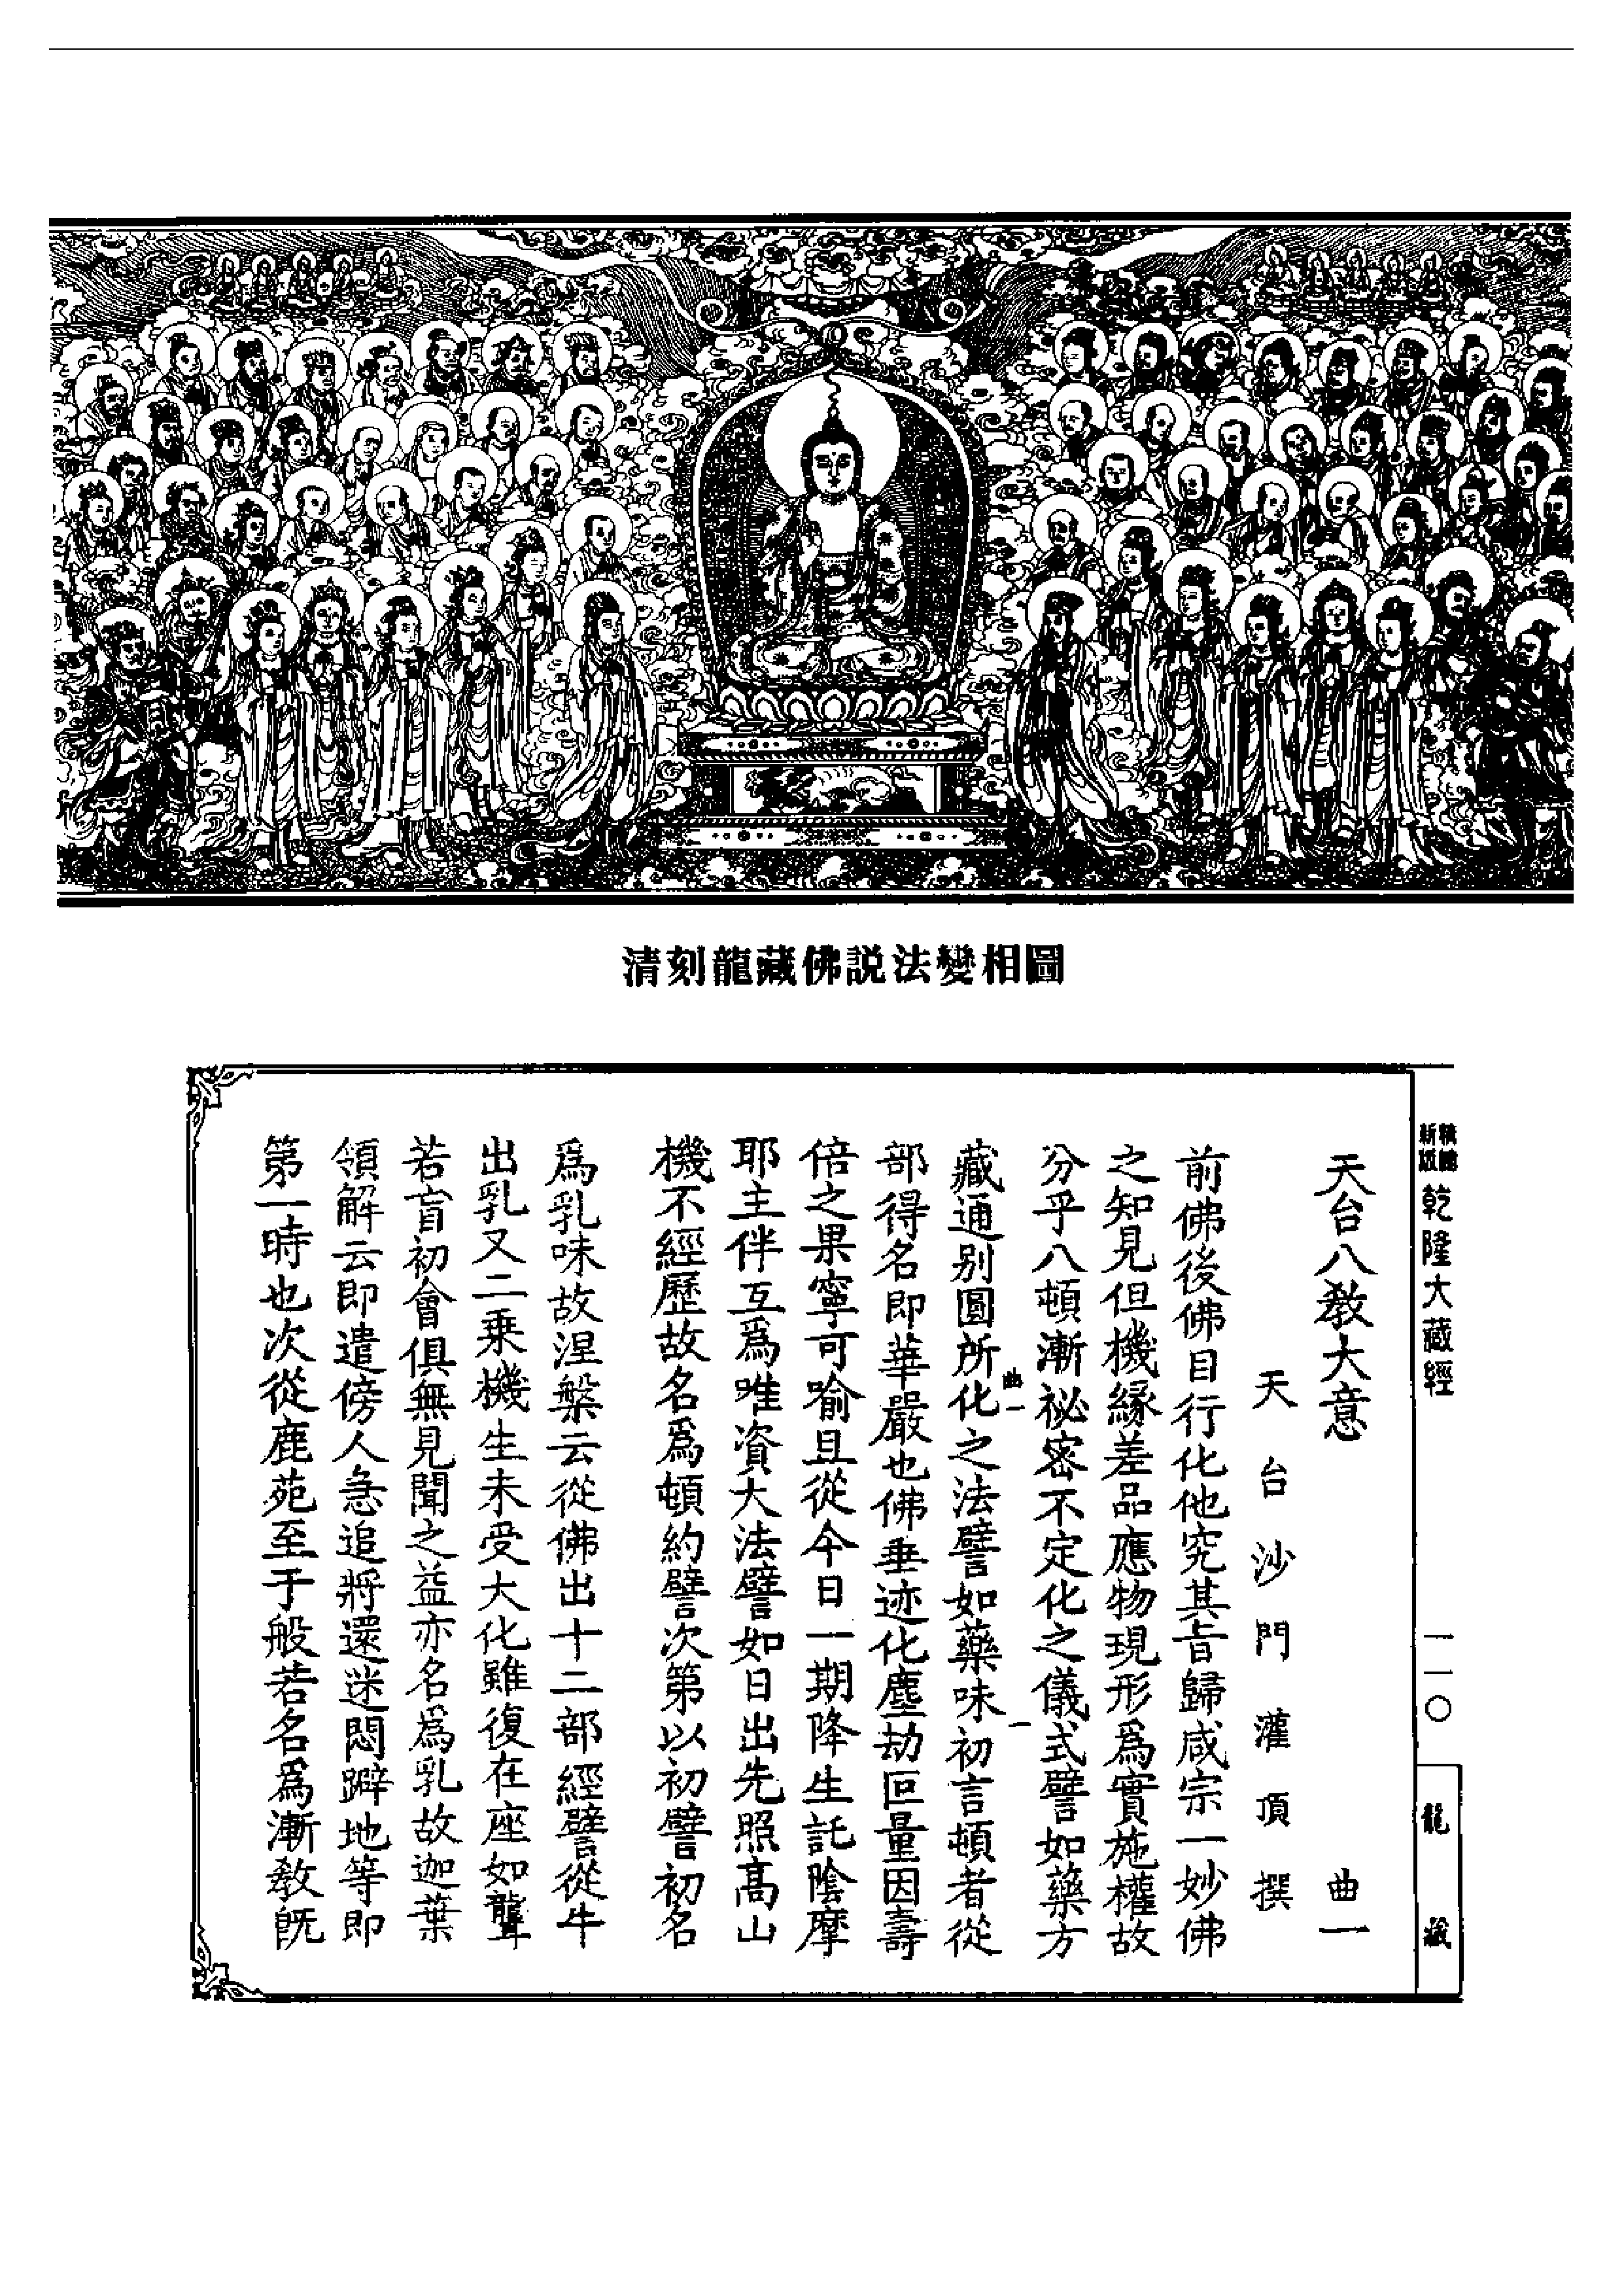 清刻龍藏佛説法變相圖
新版
精縮
乾隆大藏經
一一〇
龍藏
天台八教大意 曲一
天台沙門灌頂撰
前佛後佛自行化他究其旨歸咸宗一妙佛
之知見但機緣差品應物現形為實施權故
分乎八頓漸祕密不定化之儀式譬如藥方
曲一 一
藏通别圓所化之法譬如藥味初言頓者從
部得名即華嚴也佛垂迹化塵劫叵量因壽
倍之果寧可喻且從今日一期降生託陰摩
耶主伴互為唯資大法譬如日出先照高山
機不經歷故名為頓約譬次第以初譬初名
為乳味故涅槃云從佛出十二部經譬從牛
出乳又二乗機生未受大化雖復在座如聾
若盲初會俱無見聞之益亦名為乳故迦葉
領解云即遣傍人急追將還迷悶躃地等即
第一時也次從鹿苑至于般若名為漸教旣